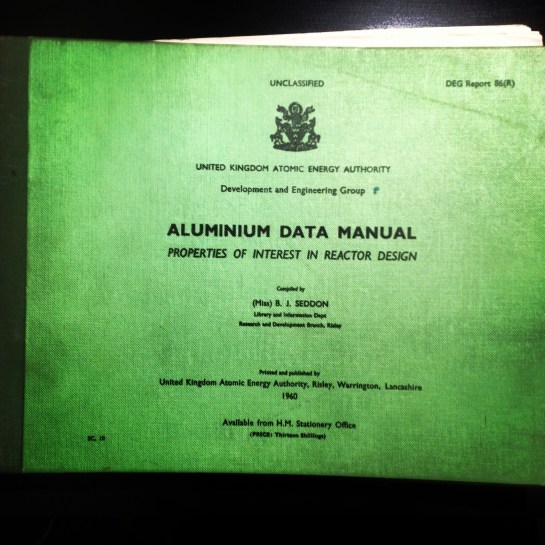 UNCLASSIFIED
DEG Report 86(R)
UNITED KINGDOM ATOMIC ENERGY AUTHORITY
Development and Engineering Group
ALUMINIUM DATA MANUAL
PROPERTIES OF INTEREST IN REACTOR DESIGN
Compiled by
(Miss) B. J. SEDDON
Library and Information Dept
Research and Development Branch, Risley
Printed and published by
United Kingdom Atomic Energy Authority, Risley, Warrington, Lancashire
1960
Available from H.M. Stationery Office
(PRICE: Thirteen Shillings)